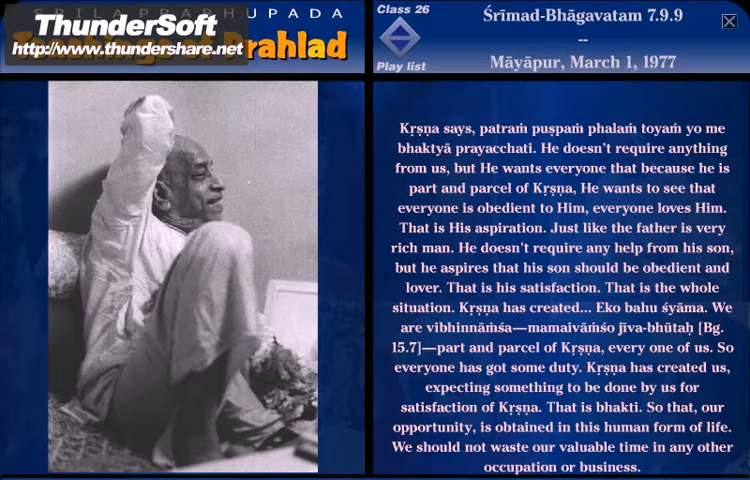 SRILA PRABHUPADA
ThunderSoft
http://www.thundershare.net
Teachings of Prahlad
Class 26
Play list
Śrīmad-Bhāgavatam 7.9.9
--
Māyāpur, March 1, 1977
Kṛṣṇa says, patraṁ puṣpaṁ phalaṁ toyaṁ yo me
bhaktyā prayacchati. He doesn't require anything
from us, but He wants everyone that because he is
part and parcel of Kṛṣṇa, He wants to see that
everyone is obedient to Him, everyone loves Him.
That is His aspiration. Just like the father is very
rich man. He doesn't require any help from his son,
but he aspires that his son should be obedient and
lover. That is his satisfaction. That is the whole
situation. Kṛṣṇa has created... Eko bahu śyāma. We
are vibhinnāṁśa—mamaivāṁśo jīva-bhūtaḥ [Bg.
15.7]—part and parcel of Kṛṣṇa, every one of us. So
everyone has got some duty. Kṛṣṇa has created us,
expecting something to be done by us for
satisfaction of Kṛṣṇa. That is bhakti. So that, our
opportunity, is obtained in this human form of life.
We should not waste our valuable time in any other
occupation or business.